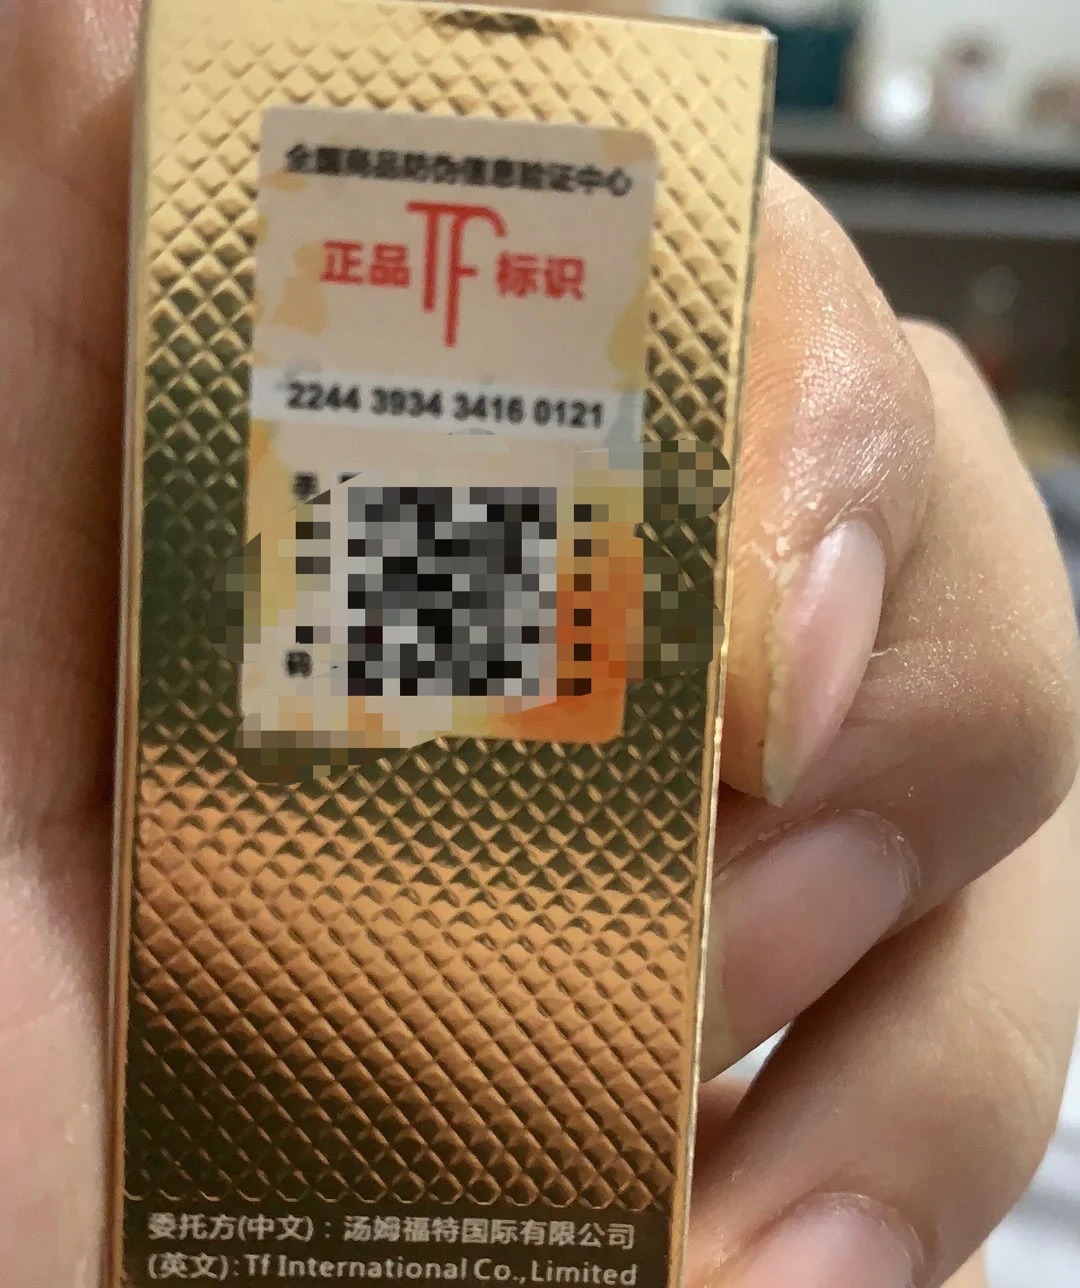 全国商品防伪信息验证中心
正品 TF 标识
2244 3934 3416 0121
码
委托方(中文)：汤姆福特国际有限公司
(英文): Tf International Co., Limited